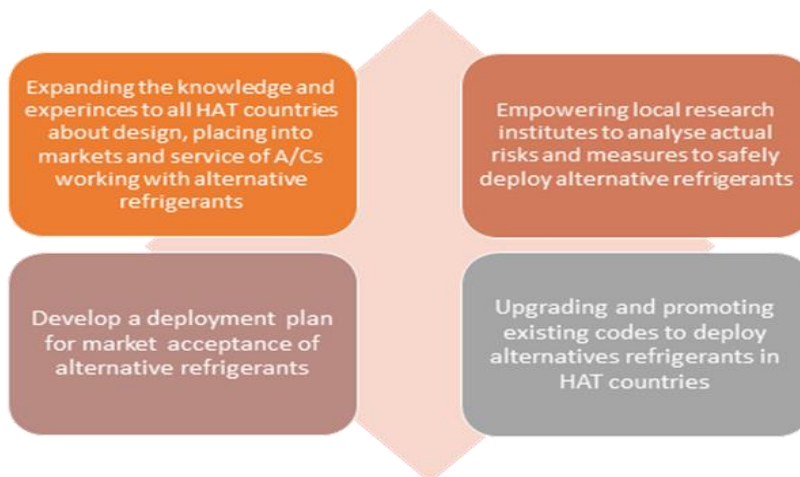 Expanding the knowledge and
experinces to all HAT countries
about design, placing into
markets and service of A/Cs
working with alternative
refrigerants
Empowering local research
institutes to analyse actual
risks and measures to safely
deploy alternative refrigerants
Develop a deployment plan
for market acceptance of
alternative refrigerants
Upgrading and promoting
existing codes to deploy
alternatives refrigerants in
HAT countries